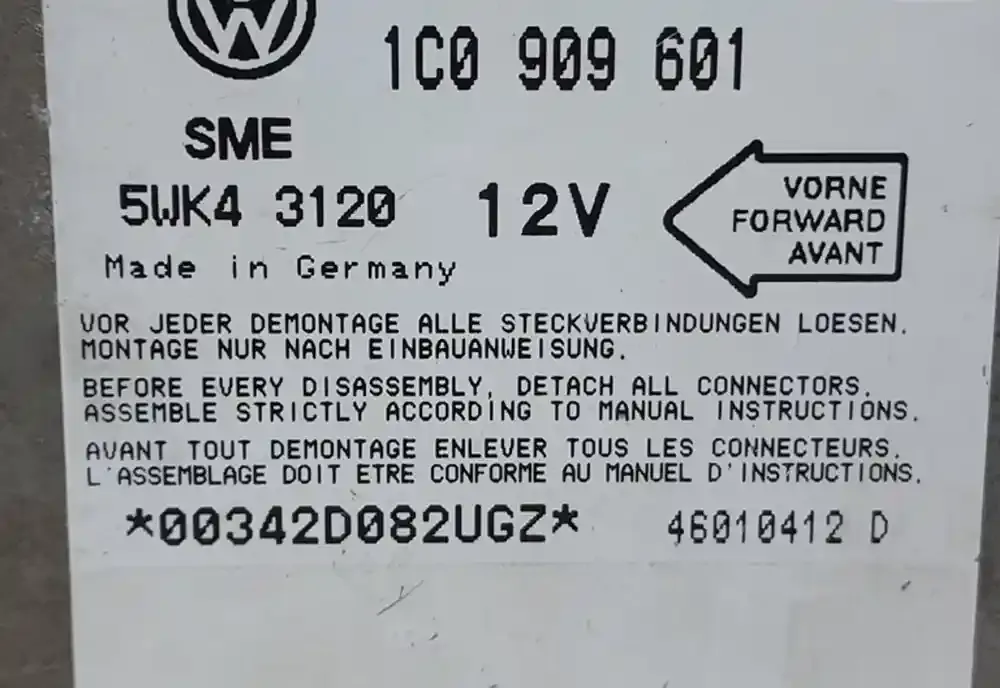 1C0 909 601
SME
5WK4 3120 12V
VORNE
FORWARD
AVANT
Made in Germany
VOR JEDER DEMONTAGE ALLE STECKVERBINDUNGEN LOESEN.
MONTAGE NUR NACH EINBAUANWEISUNG.
BEFORE EVERY DISASSEMBLY, DETACH ALL CONNECTORS.
ASSEMBLE STRICTLY ACCORDING TO MANUAL INSTRUCTIONS.
AVANT TOUT DEMONTAGE ENLEVER TOUS LES CONNECTEURS.
L'ASSEMBLAGE DOIT ETRE CONFORME AU MANUEL D'INSTRUCTIONS.
*00342D082UGZ* 46010412 D